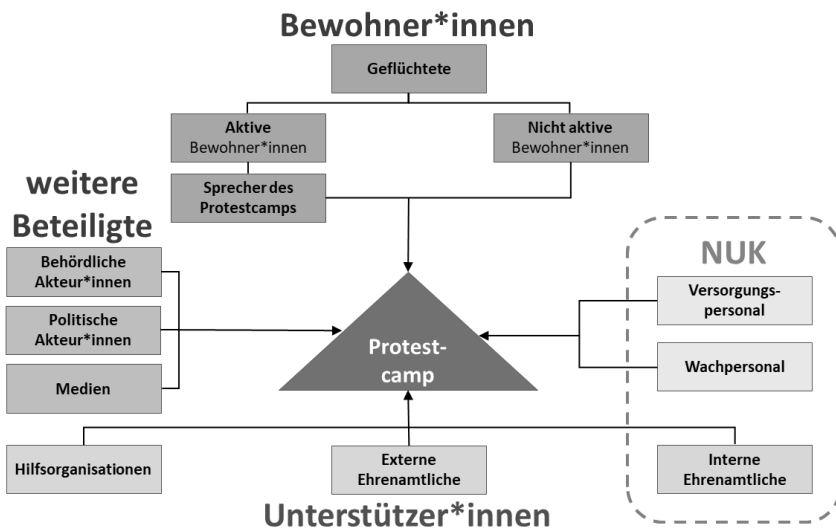 Bewohner*innen
Geflüchtete
Aktive
Bewohner*innen
Nicht aktive
Bewohner*innen
Sprecher des
Protestcamps
weitere
Beteiligte
Behördliche
Akteur*innen
Politische
Akteur*innen
Medien
Protest-
camp
NUK
Versorgungs-
personal
Wachpersonal
Hilfsorganisationen
Externe
Ehrenamtliche
Interne
Ehrenamtliche
Unterstützer*innen